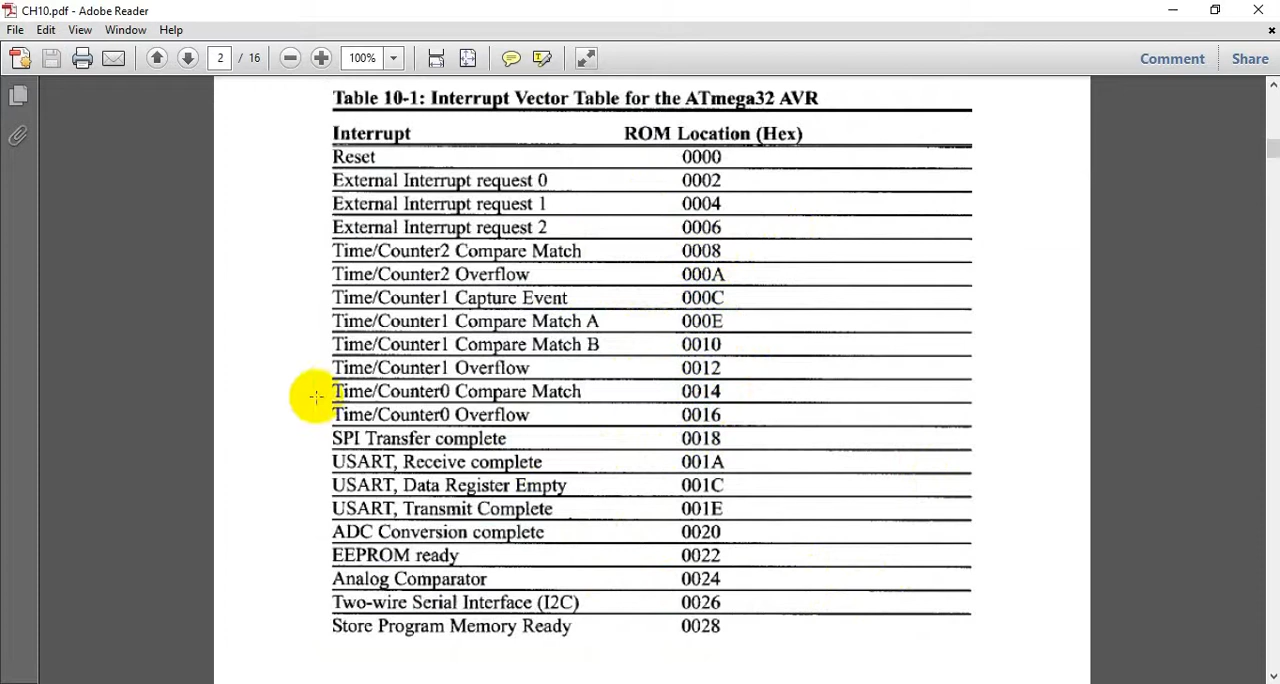 CH10.pdf - Adobe Reader
File Edit View Window Help
2 / 16 100% Comment Share
Table 10-1: Interrupt Vector Table for the ATmega32 AVR
Interrupt ROM Location (Hex)
Reset 0000
External Interrupt request 0 0002
External Interrupt request 1 0004
External Interrupt request 2 0006
Time/Counter2 Compare Match 0008
Time/Counter2 Overflow 000A
Time/Counter1 Capture Event 000C
Time/Counter1 Compare Match A 000E
Time/Counter1 Compare Match B 0010
Time/Counter1 Overflow 0012
Time/Counter0 Compare Match 0014
Time/Counter0 Overflow 0016
SPI Transfer complete 0018
USART, Receive complete 001A
USART, Data Register Empty 001C
USART, Transmit Complete 001E
ADC Conversion complete 0020
EEPROM ready 0022
Analog Comparator 0024
Two-wire Serial Interface (I2C) 0026
Store Program Memory Ready 0028